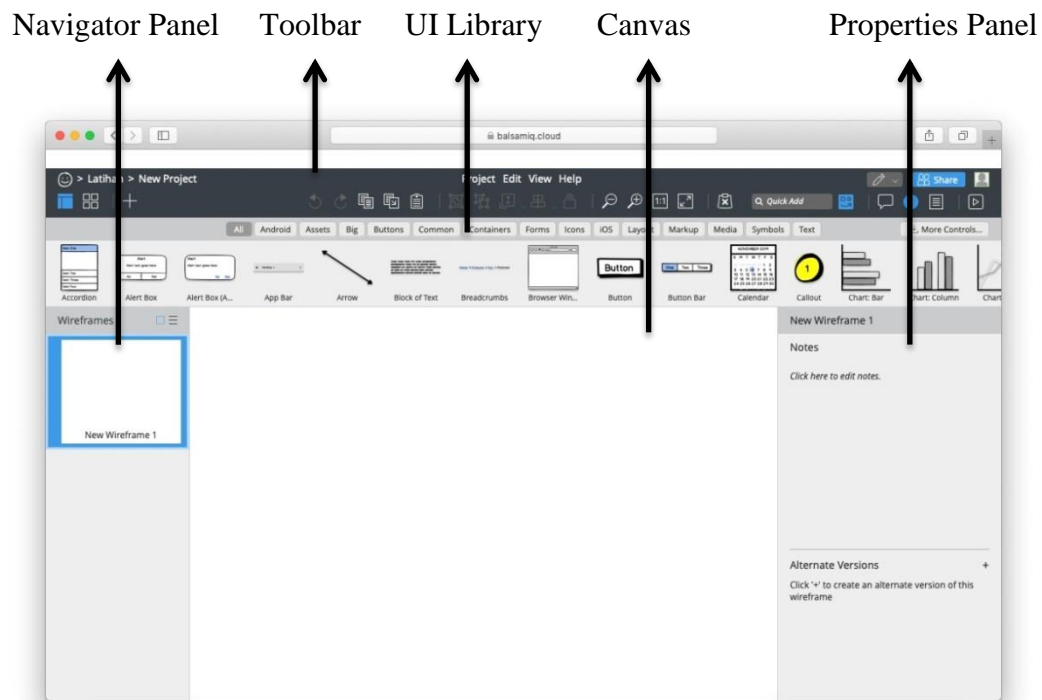 Navigator Panel Toolbar UI Library Canvas Properties Panel
balsamiq.cloud
> Latihan > New Project
Project Edit View Help
Share
1:1
Quick Add
All Android Assets Big Buttons Common Containers Forms Icons iOS Layout Markup Media Symbols Text
More Controls...
Button
1
Accordion Alert Box Alert Box (A... App Bar Arrow Block of Text Breadcrumbs Browser Win... Button Button Bar Calendar Callout Chart: Bar Chart: Column Chart
Wireframes
New Wireframe 1
New Wireframe 1
Notes
Click here to edit notes.
Alternate Versions +
Click '+' to create an alternate version of this
wireframe